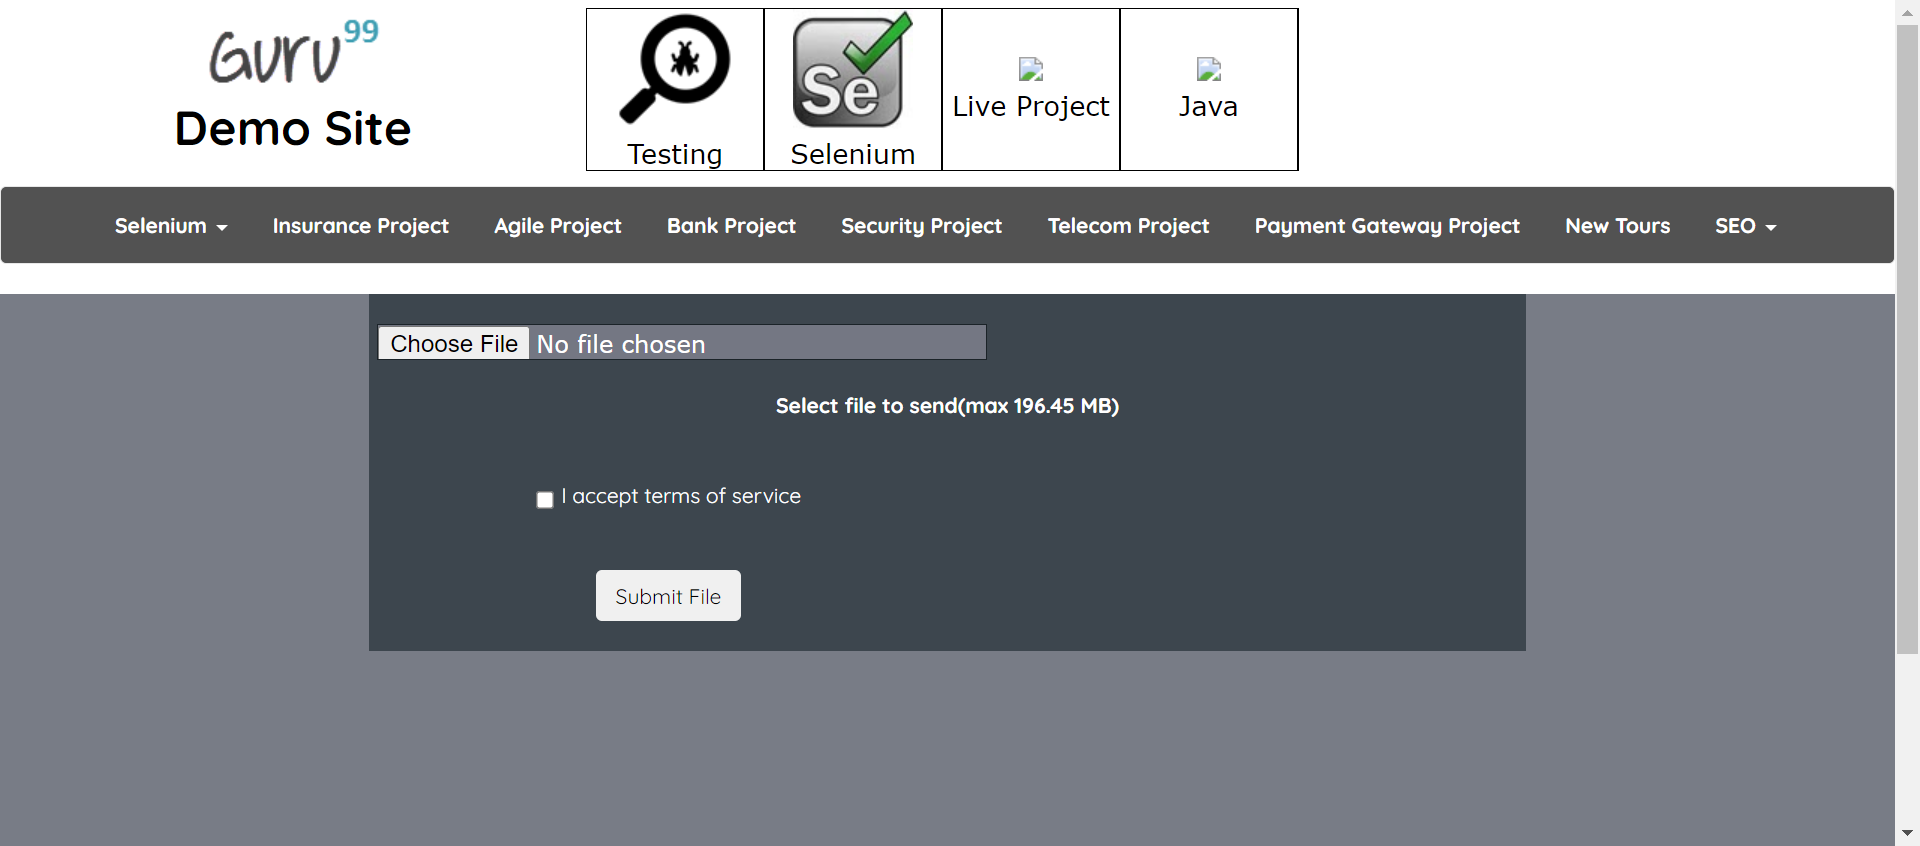 Guru99
Demo Site
Testing
Se
Selenium
Live Project
Java
Selenium Insurance Project Agile Project Bank Project Security Project Telecom Project Payment Gateway Project New Tours SEO
Choose File No file chosen
Select file to send(max 196.45 MB)
I accept terms of service
Submit File